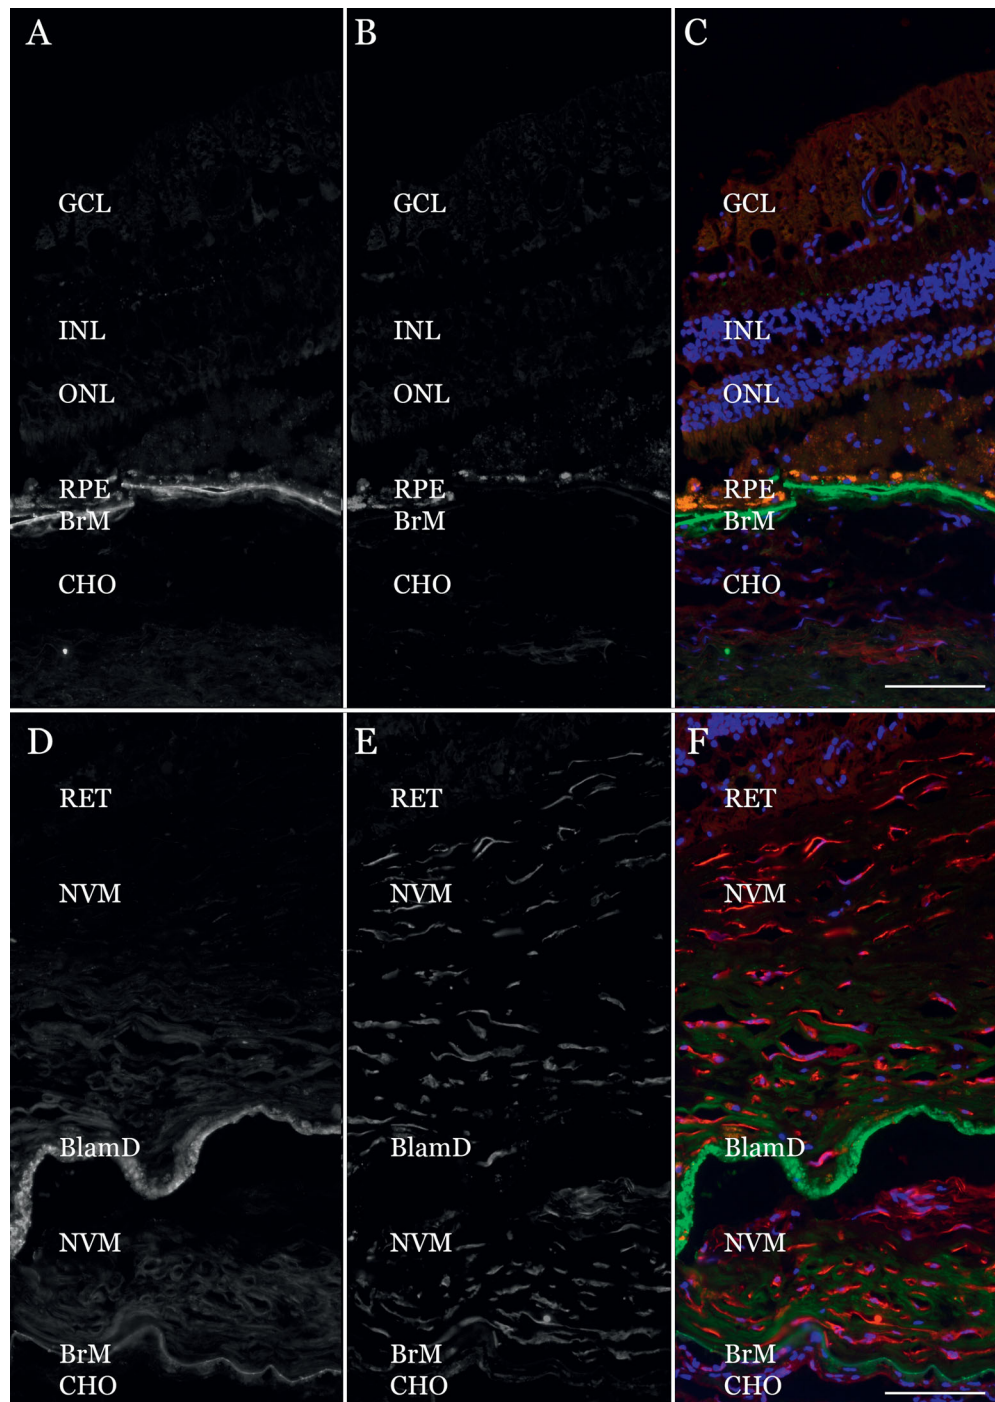 A
B
C
GCL
GCL
GCL
INL
INL
INL
ONL
ONL
ONL
RPE
RPE
RPE
BrM
BrM
BrM
CHO
CHO
CHO
D
E
F
RET
RET
RET
NVM
NVM
NVM
BlamD
BlamD
BlamD
NVM
NVM
NVM
BrM
BrM
BrM
CHO
CHO
CHO